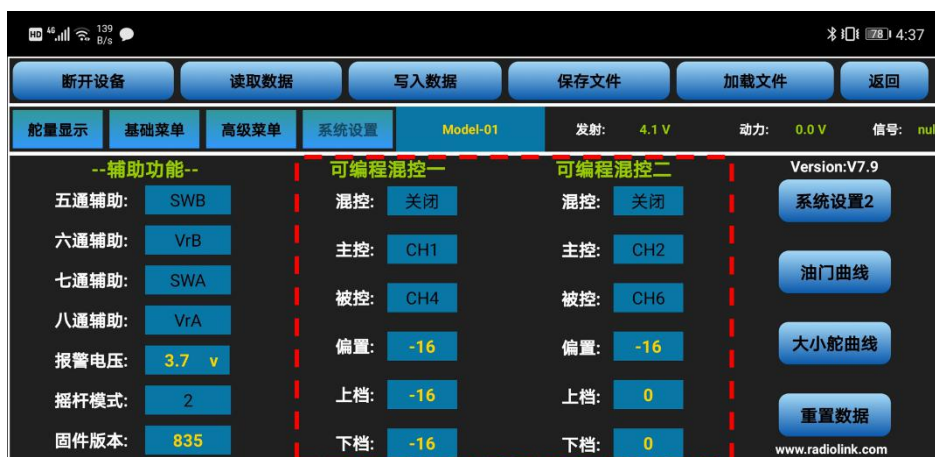 HD 4G 139 B/s 78 4:37
断开设备 读取数据 写入数据 保存文件 加载文件 返回
舵量显示 基础菜单 高级菜单 系统设置 Model-01 发射: 4.1 V 动力: 0.0 V 信号: nul
--辅助功能-- 可编程混控一 可编程混控二 Version:V7.9
五通辅助: SWB 混控: 关闭 混控: 关闭 系统设置2
六通辅助: VrB 主控: CH1 主控: CH2
七通辅助: SWA 被控: CH4 被控: CH6 油门曲线
八通辅助: VrA
报警电压: 3.7 v 偏置: -16 偏置: -16 大小舵曲线
摇杆模式: 2 上档: -16 上档: 0 重置数据
固件版本: 835 下档: -16 下档: 0 www.radiolink.com